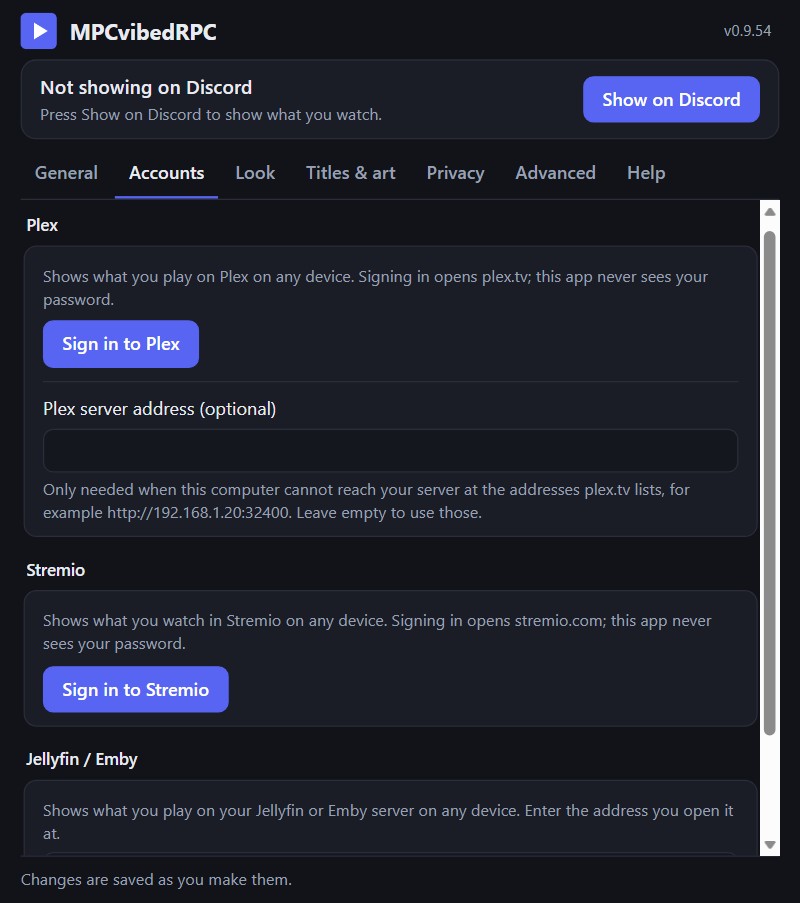 MPCvibedRPC
v0.9.54
Not showing on Discord
Press Show on Discord to show what you watch.
Show on Discord
General
Accounts
Look
Titles & art
Privacy
Advanced
Help
Plex
Shows what you play on Plex on any device. Signing in opens plex.tv; this app never sees your
password.
Sign in to Plex
Plex server address (optional)
Only needed when this computer cannot reach your server at the addresses plex.tv lists, for
example http://192.168.1.20:32400. Leave empty to use those.
Stremio
Shows what you watch in Stremio on any device. Signing in opens stremio.com; this app never
sees your password.
Sign in to Stremio
Jellyfin / Emby
Shows what you play on your Jellyfin or Emby server on any device. Enter the address you open it
at.
Changes are saved as you make them.